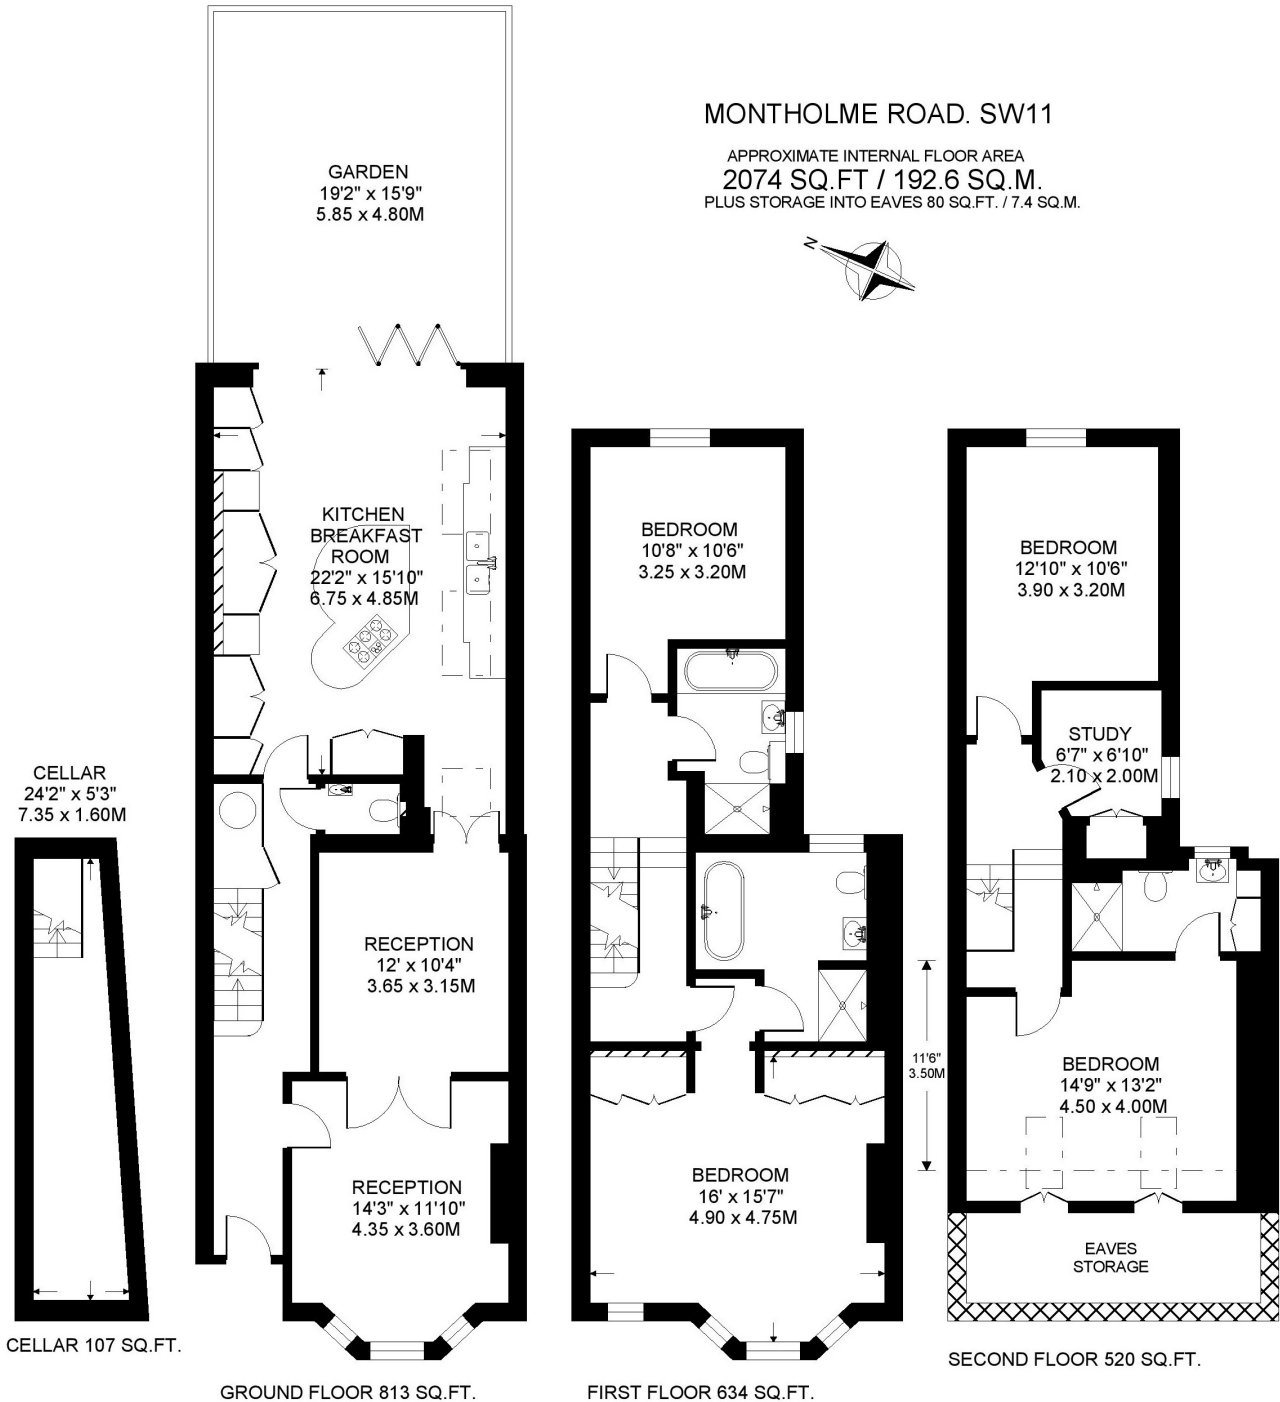 MONTHOLME ROAD. SW11
APPROXIMATE INTERNAL FLOOR AREA
2074 SQ.FT / 192.6 SQ.M.
PLUS STORAGE INTO EAVES 80 SQ.FT. / 7.4 SQ.M.
N
GARDEN
19'2" x 15'9"
5.85 x 4.80M
KITCHEN
BREAKFAST
ROOM
22'2" x 15'10"
6.75 x 4.85M
CELLAR
24'2" x 5'3"
7.35 x 1.60M
CELLAR 107 SQ.FT.
RECEPTION
12' x 10'4"
3.65 x 3.15M
RECEPTION
14'3" x 11'10"
4.35 x 3.60M
GROUND FLOOR 813 SQ.FT.
BEDROOM
10'8" x 10'6"
3.25 x 3.20M
BEDROOM
16' x 15'7"
4.90 x 4.75M
FIRST FLOOR 634 SQ.FT.
BEDROOM
12'10" x 10'6"
3.90 x 3.20M
STUDY
6'7" x 6'10"
2.10 x 2.00M
11'6"
3.50M
BEDROOM
14'9" x 13'2"
4.50 x 4.00M
EAVES
STORAGE
SECOND FLOOR 520 SQ.FT.